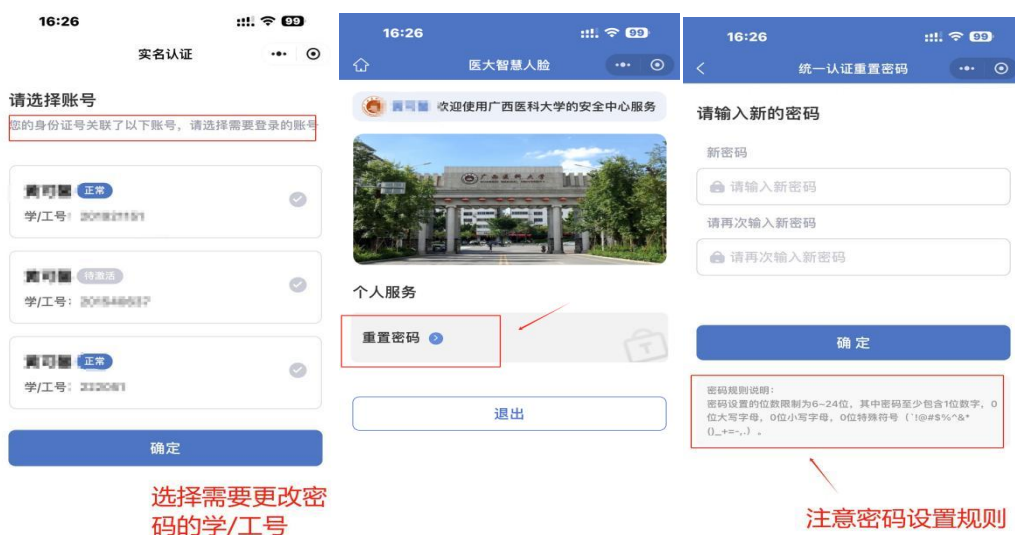 16:26
99
实名认证
请选择账号
您的身份证号关联了以下账号，请选择需要登录的账号
正常
学/工号:
待激活
学/工号:
正常
学/工号:
确定
选择需要更改密
码的学/工号
16:26
99
医大智慧人脸
欢迎使用广西医科大学的安全中心服务
广西医科大学
个人服务
重置密码
退出
16:26
99
统一认证重置密码
请输入新的密码
新密码
请输入新密码
请再次输入新密码
请再次输入新密码
确定
密码规则说明：
密码设置的位数限制为6~24位，其中密码至少包含1位数字，0
位大写字母，0位小写字母，0位特殊符号（`!@#$%^&*
()_+=-,.）。
注意密码设置规则